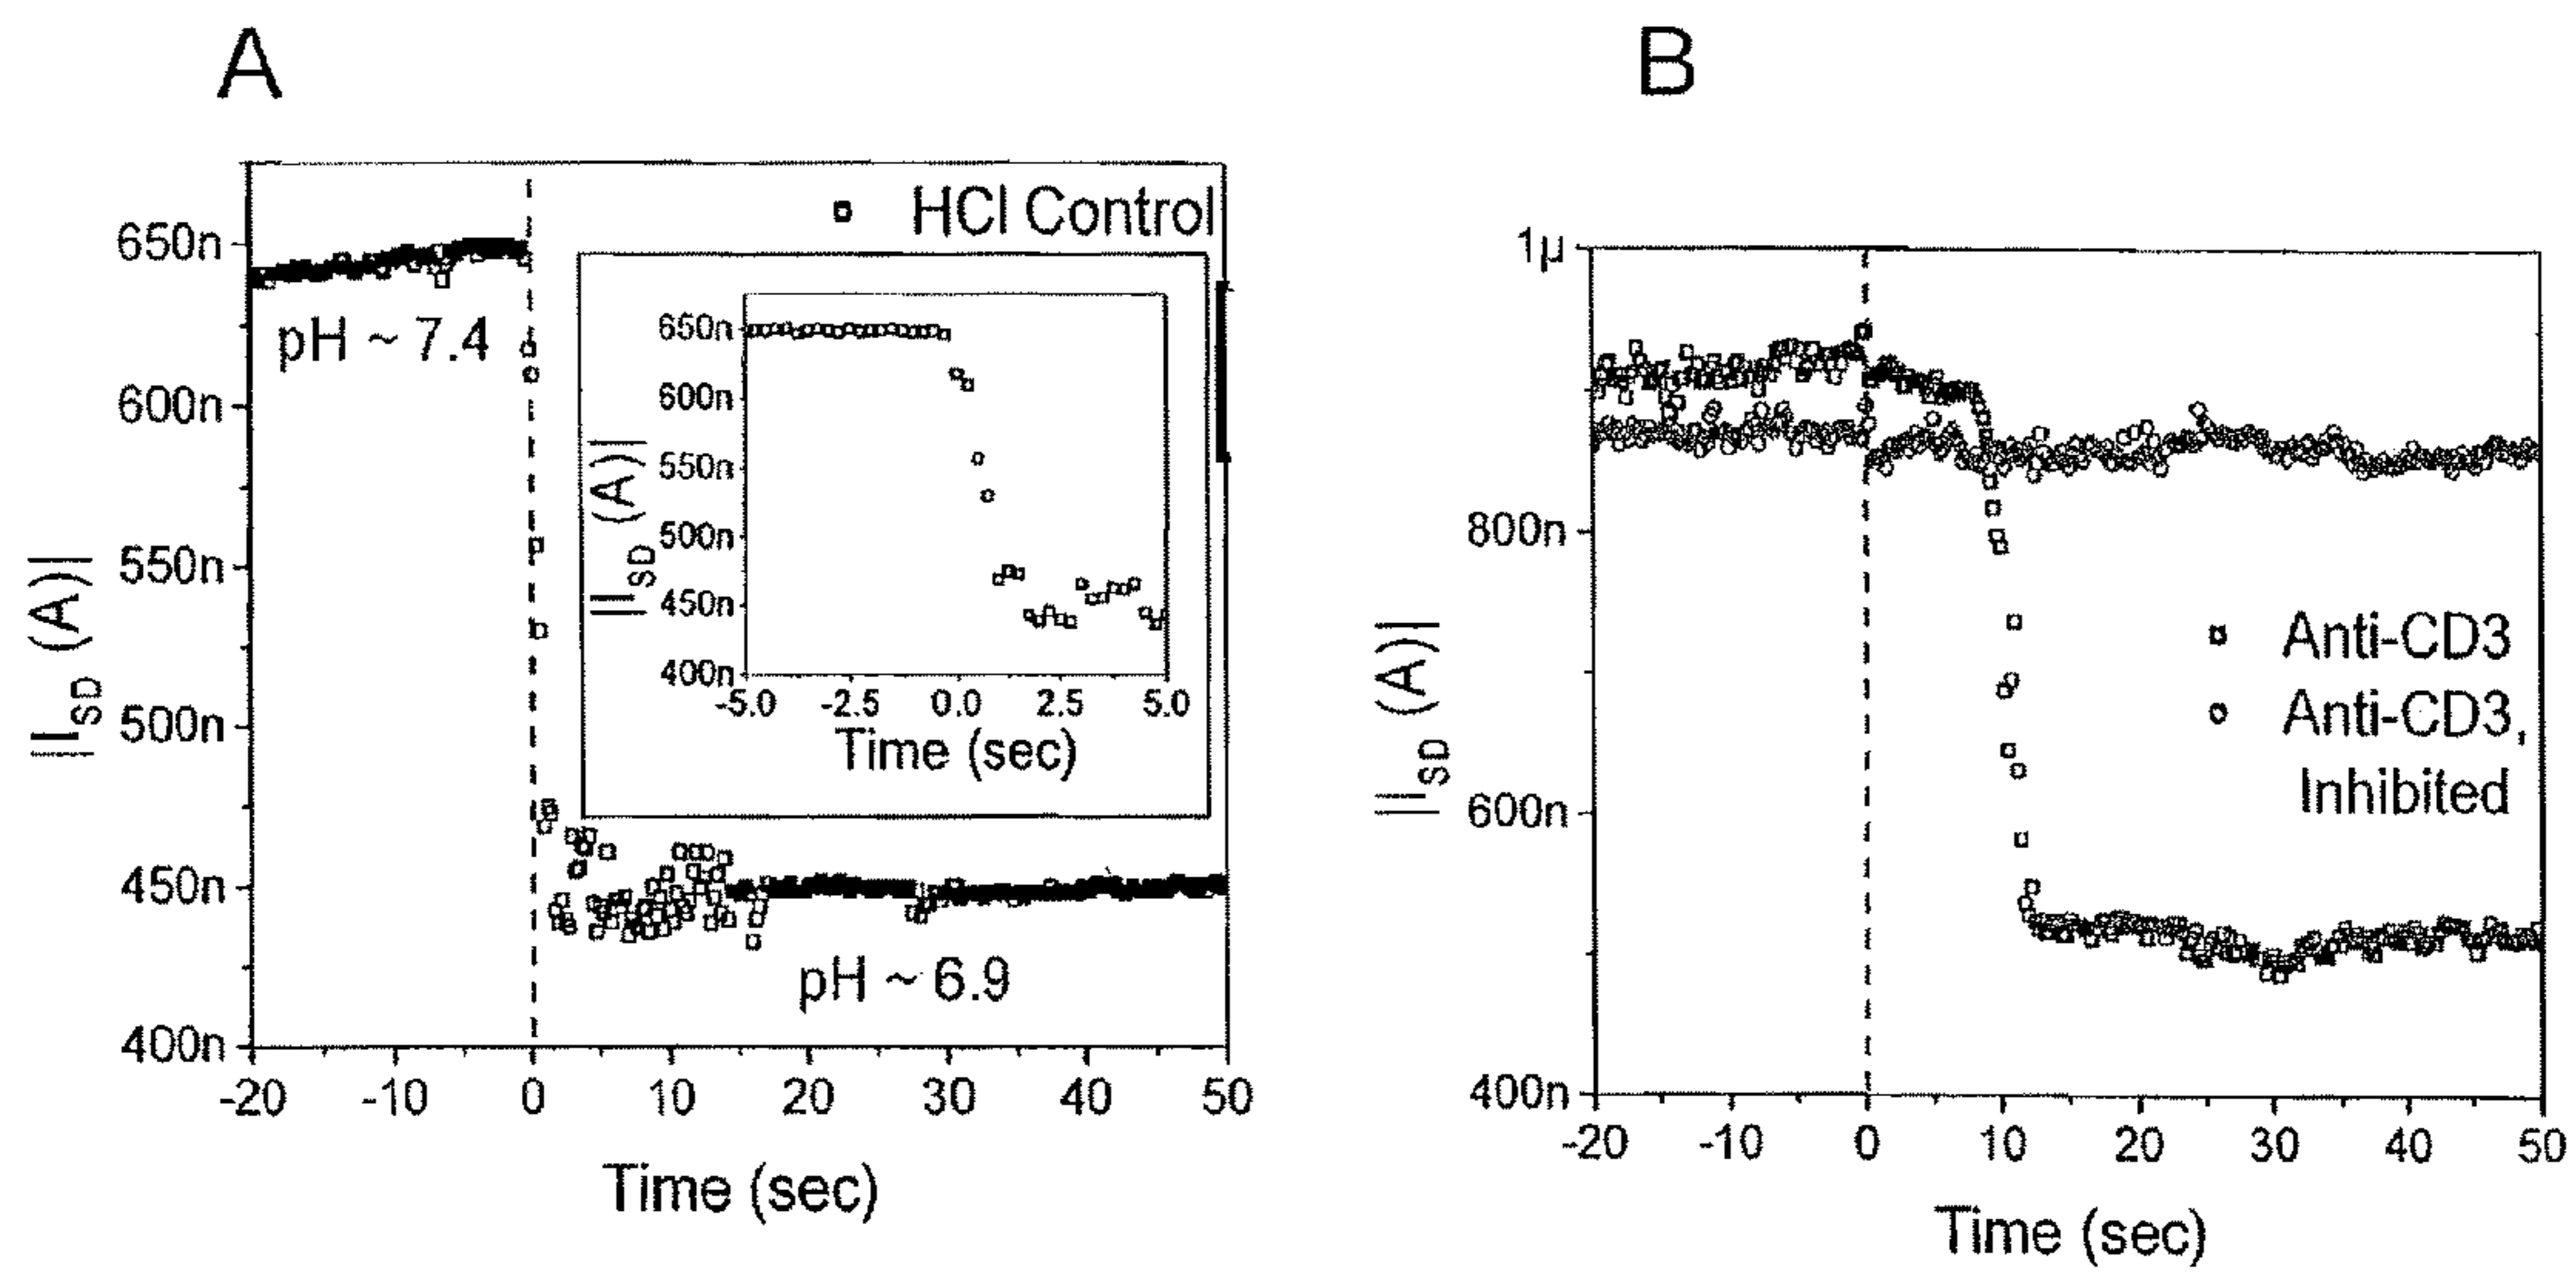 A
HCl Control
650n
600n
550n
500n
450n
400n
|I_SD (A)|
pH ~ 7.4
pH ~ 6.9
-20 -10 0 10 20 30 40 50
Time (sec)
650n
600n
550n
500n
450n
400n
|I_SD (A)|
-5.0 -2.5 0.0 2.5 5.0
Time (sec)
B
1µ
800n
600n
400n
|I_SD (A)|
Anti-CD3
Anti-CD3,
Inhibited
-20 -10 0 10 20 30 40 50
Time (sec)